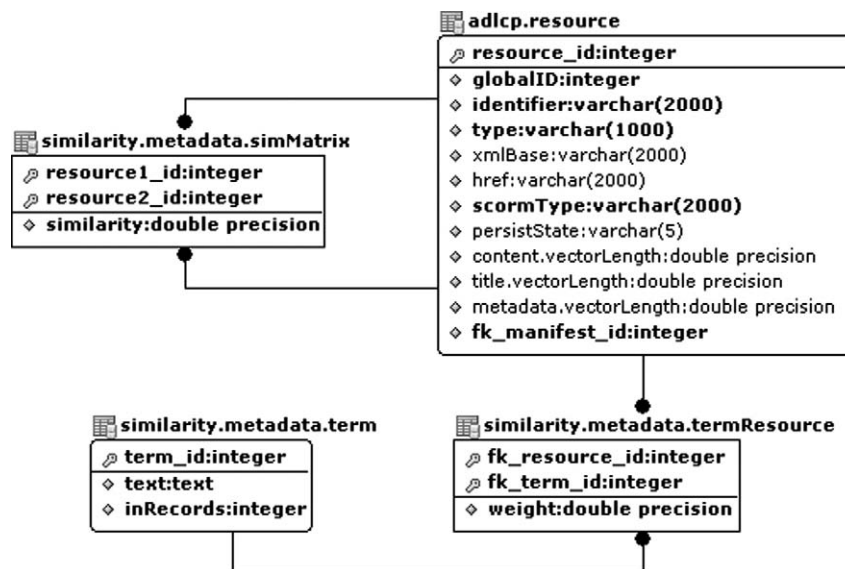 adlcp.resource
resource_id:integer
globalID:integer
identifier:varchar(2000)
type:varchar(1000)
xmlBase:varchar(2000)
href:varchar(2000)
scormType:varchar(2000)
persistState:varchar(5)
content.vectorLength:double precision
title.vectorLength:double precision
metadata.vectorLength:double precision
fk_manifest_id:integer
similarity.metadata.simMatrix
resource1_id:integer
resource2_id:integer
similarity:double precision
similarity.metadata.term
term_id:integer
text:text
inRecords:integer
similarity.metadata.termResource
fk_resource_id:integer
fk_term_id:integer
weight:double precision